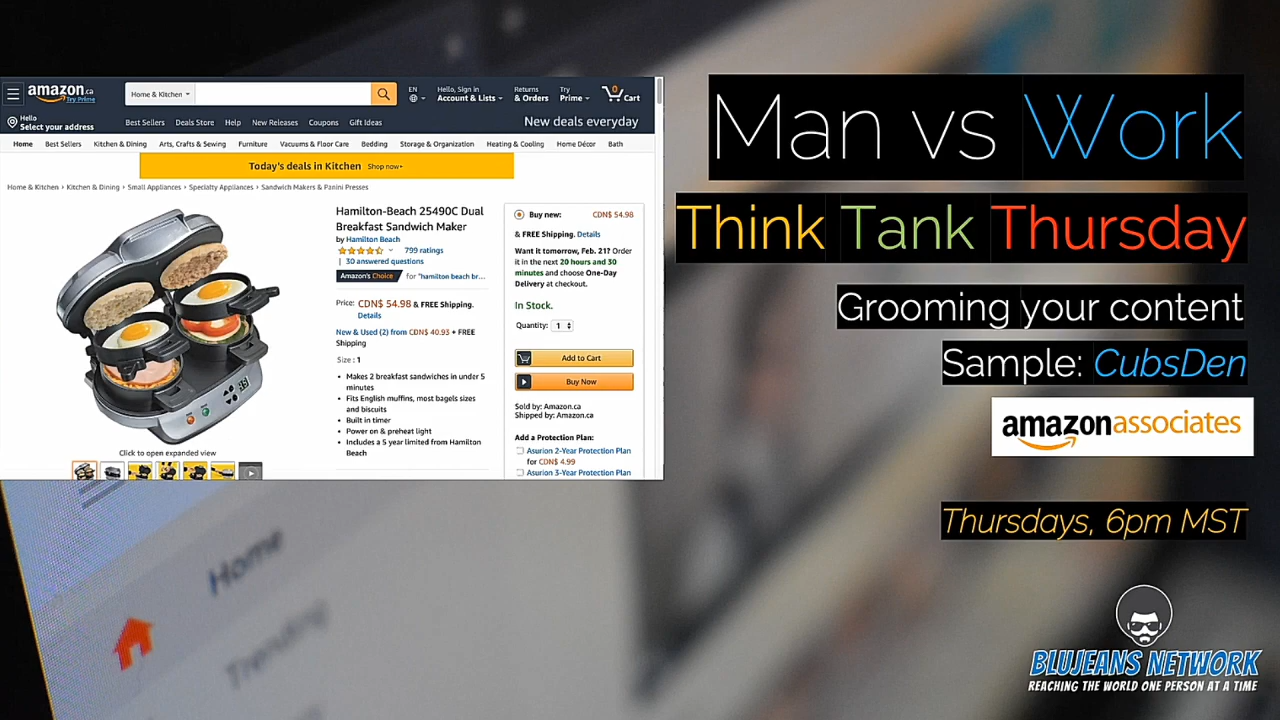 amazon.ca
Try Prime
Home & Kitchen
EN
Hello, Sign in
Account & Lists
Returns
& Orders
Try
Prime
0
Cart
Hello
Select your address
Best Sellers Deals Store Help New Releases Coupons Gift Ideas
New deals everyday
Home Best Sellers Kitchen & Dining Arts, Crafts & Sewing Furniture Vacuums & Floor Care Bedding Storage & Organization Heating & Cooling Home Décor Bath
Today's deals in Kitchen Shop now
Home & Kitchen › Kitchen & Dining › Small Appliances › Specialty Appliances › Sandwich Makers & Panini Presses
Click to open expanded view
Hamilton-Beach 25490C Dual
Breakfast Sandwich Maker
by Hamilton Beach
799 ratings
| 30 answered questions
Amazon's Choice for "hamilton beach br...
Price: CDN$ 54.98 & FREE Shipping.
Details
New & Used (2) from CDN$ 40.93 + FREE
Shipping
Size : 1
• Makes 2 breakfast sandwiches in under 5
minutes
• Fits English muffins, most bagels sizes
and biscuits
• Built in timer
• Power on & preheat light
• Includes a 5 year limited from Hamilton
Beach
Buy new: CDN$ 54.98
& FREE Shipping. Details
Want it tomorrow, Feb. 21? Order
it in the next 20 hours and 30
minutes and choose One-Day
Delivery at checkout.
In Stock.
Quantity: 1
Add to Cart
Buy Now
Sold by: Amazon.ca
Shipped by: Amazon.ca
Add a Protection Plan:
Asurion 2-Year Protection Plan
for CDN$ 4.99
Asurion 3-Year Protection Plan
Man vs Work
Think Tank Thursday
Grooming your content
Sample: CubsDen
amazonassociates
Thursdays, 6pm MST
Home
Trending
BLUJEANS NETWORK
REACHING THE WORLD ONE PERSON AT A TIME